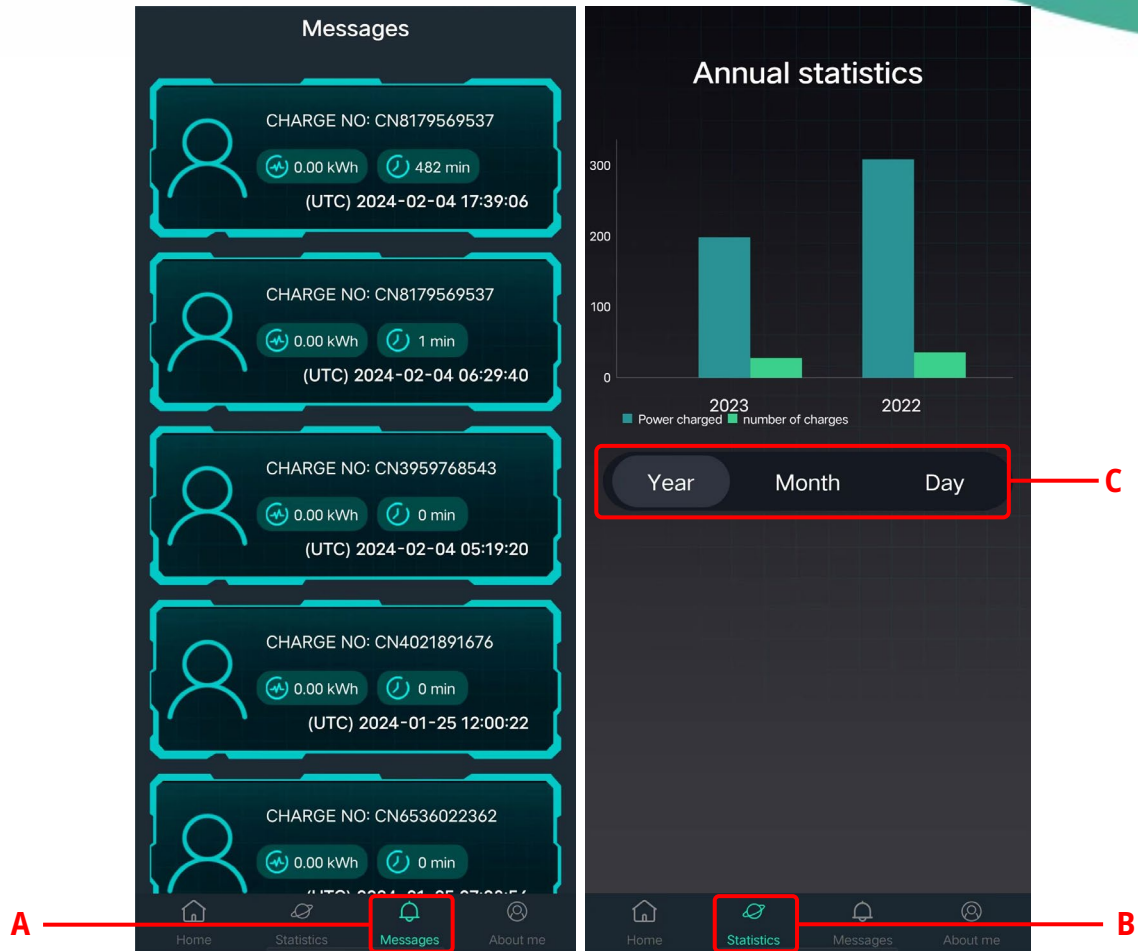 Messages
CHARGE NO: CN8179569537
0.00 kWh 482 min
(UTC) 2024-02-04 17:39:06
CHARGE NO: CN8179569537
0.00 kWh 1 min
(UTC) 2024-02-04 06:29:40
CHARGE NO: CN3959768543
0.00 kWh 0 min
(UTC) 2024-02-04 05:19:20
CHARGE NO: CN4021891676
0.00 kWh 0 min
(UTC) 2024-01-25 12:00:22
CHARGE NO: CN6536022362
0.00 kWh 0 min
Home Statistics Messages About me
A
Annual statistics
300
200
100
0
2023 2022
Power charged number of charges
Year Month Day
C
Home Statistics Messages About me
B